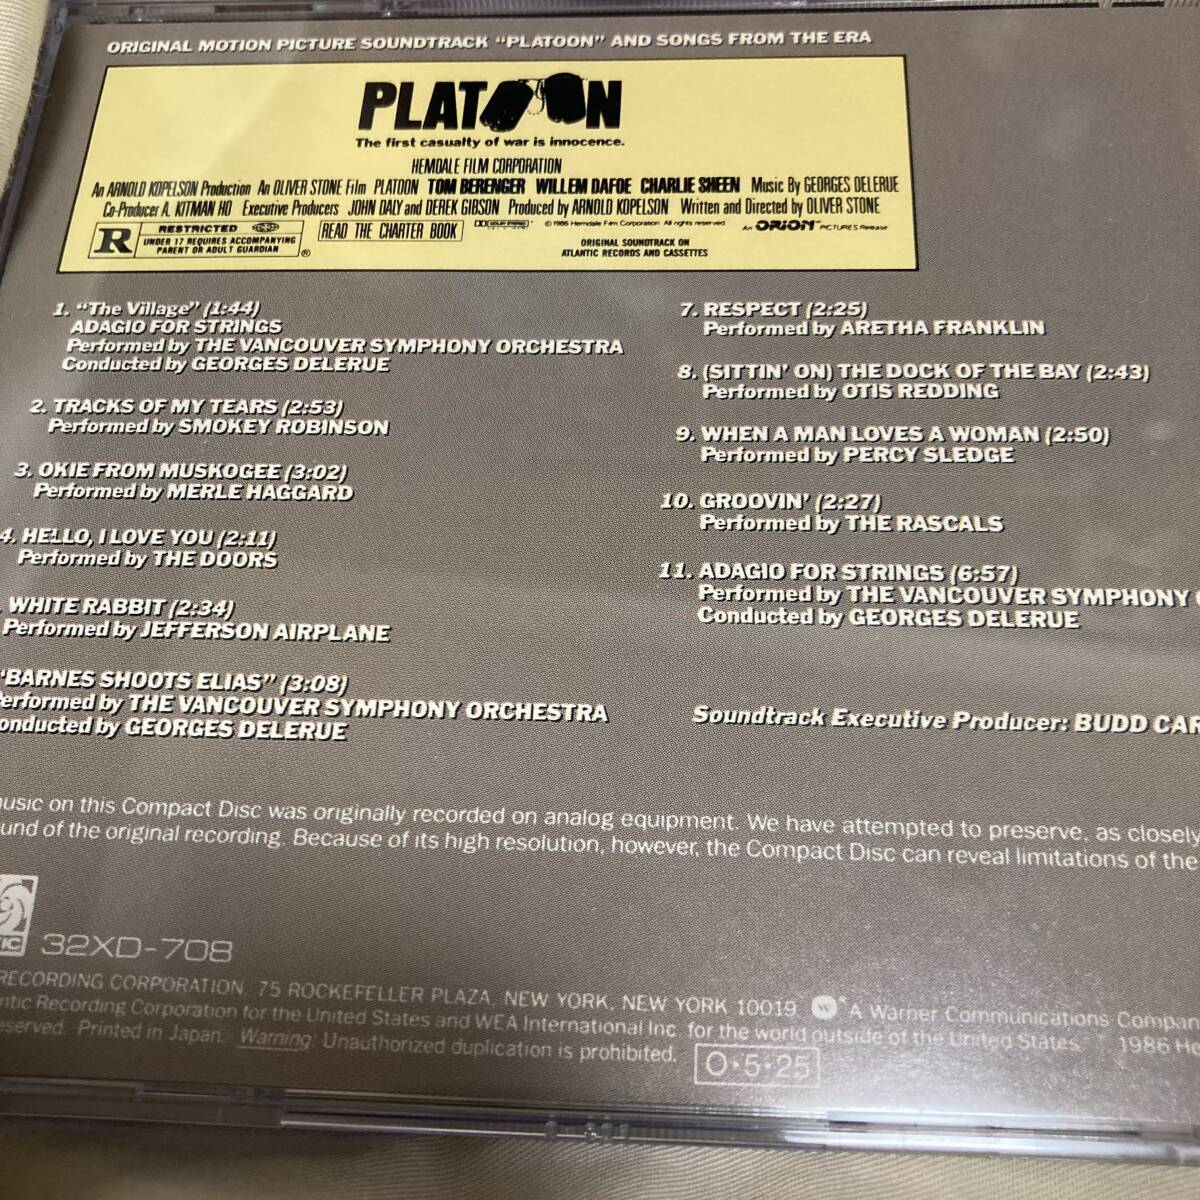 ORIGINAL MOTION PICTURE SOUNDTRACK "PLATOON" AND SONGS FROM THE ERA
PLATOON
The first casualty of war is innocence.
HEMDALE FILM CORPORATION
An ARNOLD KOPELSON Production An OLIVER STONE Film PLATOON TOM BERENGER WILLEM DAFOE CHARLIE SHEEN Music By GEORGES DELERUE
Co-Producer A. KITMAN HO Executive Producers JOHN DALY and DEREK GIBSON Produced by ARNOLD KOPELSON Written and Directed by OLIVER STONE
R RESTRICTED
UNDER 17 REQUIRES ACCOMPANYING
PARENT OR ADULT GUARDIAN ®
READ THE CHARTER BOOK
© 1986 Hemdale Film Corporation. All rights reserved.
An ORION PICTURES Release
ORIGINAL SOUNDTRACK ON
ATLANTIC RECORDS AND CASSETTES
1. "The Village" (1:44)
ADAGIO FOR STRINGS
Performed by THE VANCOUVER SYMPHONY ORCHESTRA
Conducted by GEORGES DELERUE
2. TRACKS OF MY TEARS (2:53)
Performed by SMOKEY ROBINSON
3. OKIE FROM MUSKOGEE (3:02)
Performed by MERLE HAGGARD
4. HELLO, I LOVE YOU (2:11)
Performed by THE DOORS
WHITE RABBIT (2:34)
Performed by JEFFERSON AIRPLANE
"BARNES SHOOTS ELIAS" (3:08)
Performed by THE VANCOUVER SYMPHONY ORCHESTRA
Conducted by GEORGES DELERUE
7. RESPECT (2:25)
Performed by ARETHA FRANKLIN
8. (SITTIN' ON) THE DOCK OF THE BAY (2:43)
Performed by OTIS REDDING
9. WHEN A MAN LOVES A WOMAN (2:50)
Performed by PERCY SLEDGE
10. GROOVIN' (2:27)
Performed by THE RASCALS
11. ADAGIO FOR STRINGS (6:57)
Performed by THE VANCOUVER SYMPHONY
Conducted by GEORGES DELERUE
Soundtrack Executive Producer: BUDD CAR
music on this Compact Disc was originally recorded on analog equipment. We have attempted to preserve, as closely
und of the original recording. Because of its high resolution, however, the Compact Disc can reveal limitations of the
32XD-708
RECORDING CORPORATION, 75 ROCKEFELLER PLAZA, NEW YORK, NEW YORK 10019 A Warner Communications Compan
ntic Recording Corporation for the United States and WEA International Inc. for the world outside of the United States. 1986 He
eserved. Printed in Japan. Warning: Unauthorized duplication is prohibited.
O·5·25